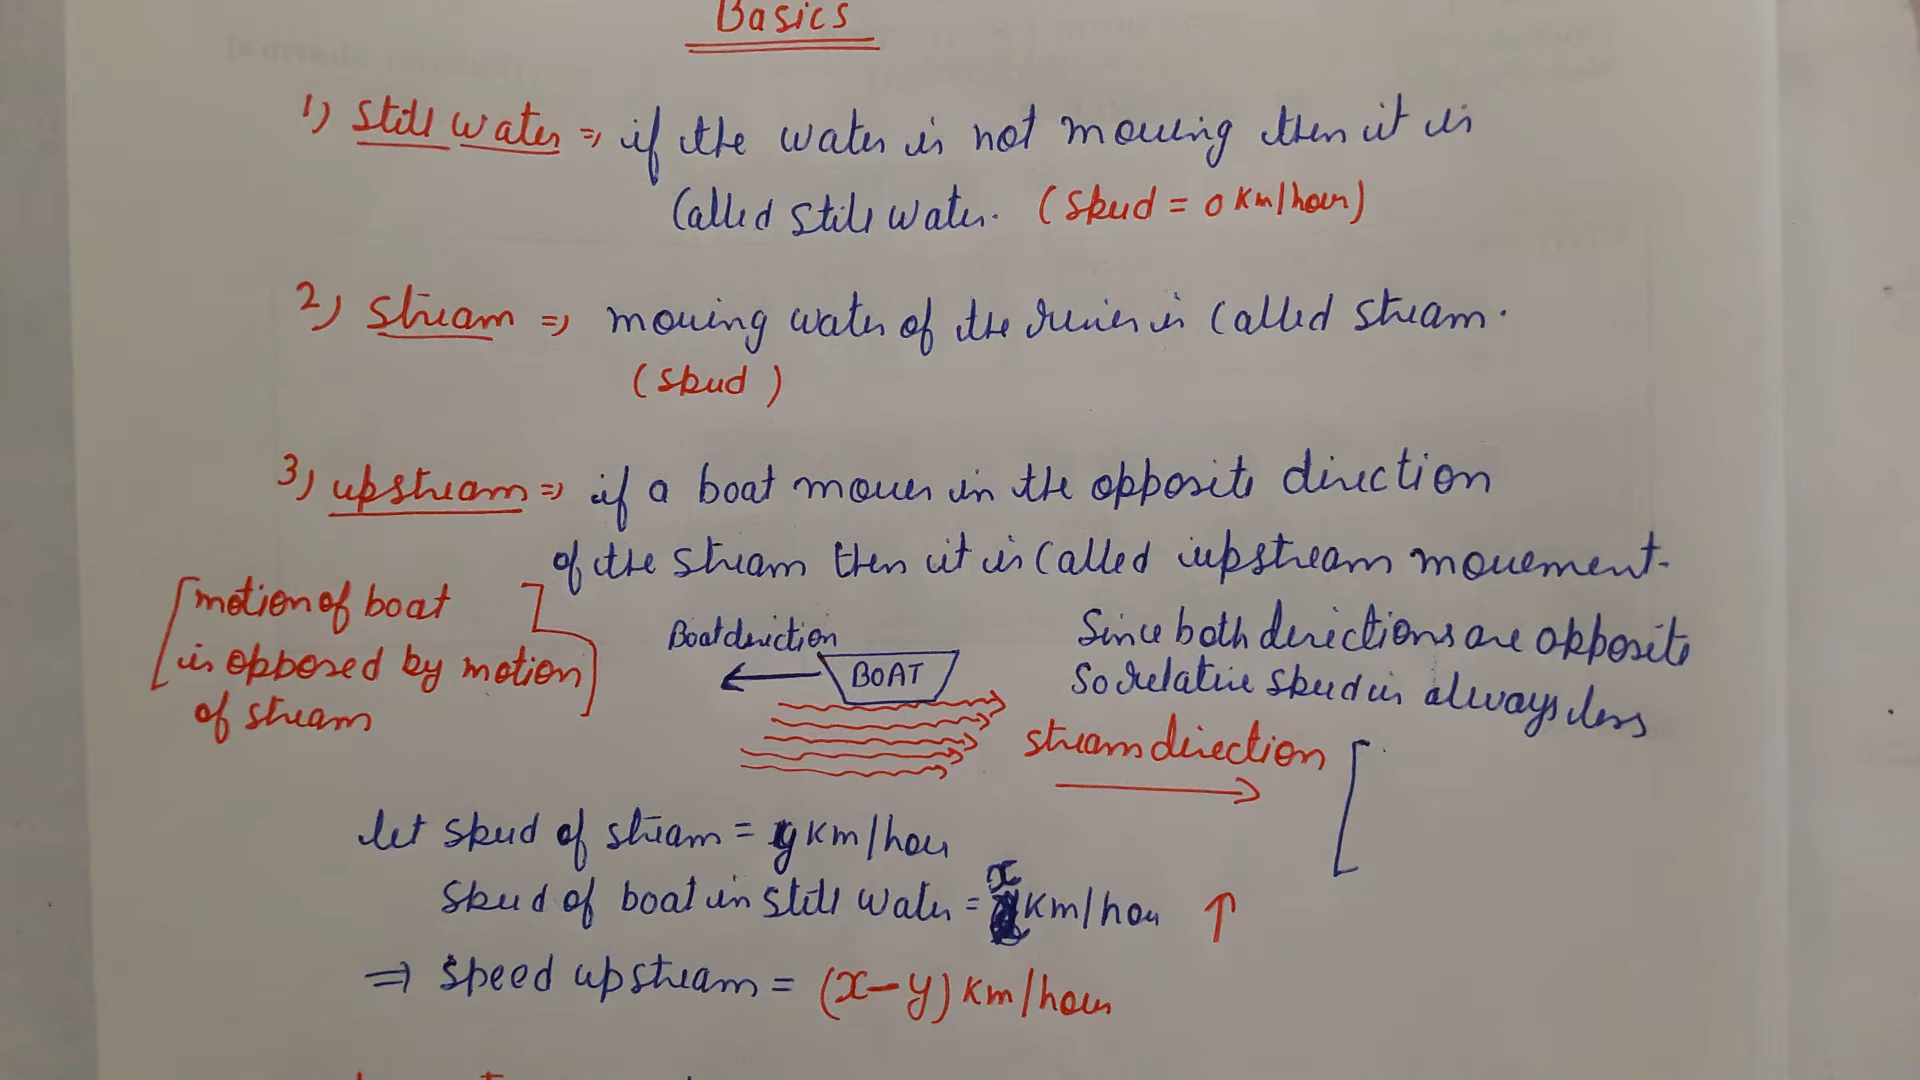 Basics
1) Still water => if the water is not moving then it is
called still water. (speed = 0 km/hour)
2) Stream => moving water of the river is called stream.
(speed )
3) upstream => if a boat moves in the opposite direction
of the stream then it is called upstream movement.
[motion of boat
is opposed by motion
of stream]
Boat direction
BOAT
Since both directions are opposite
So relative speed is always less
stream direction
let speed of stream = y km/hour
speed of boat in still water = x km/hour ↑
⇒ speed upstream = (x-y) km/hour